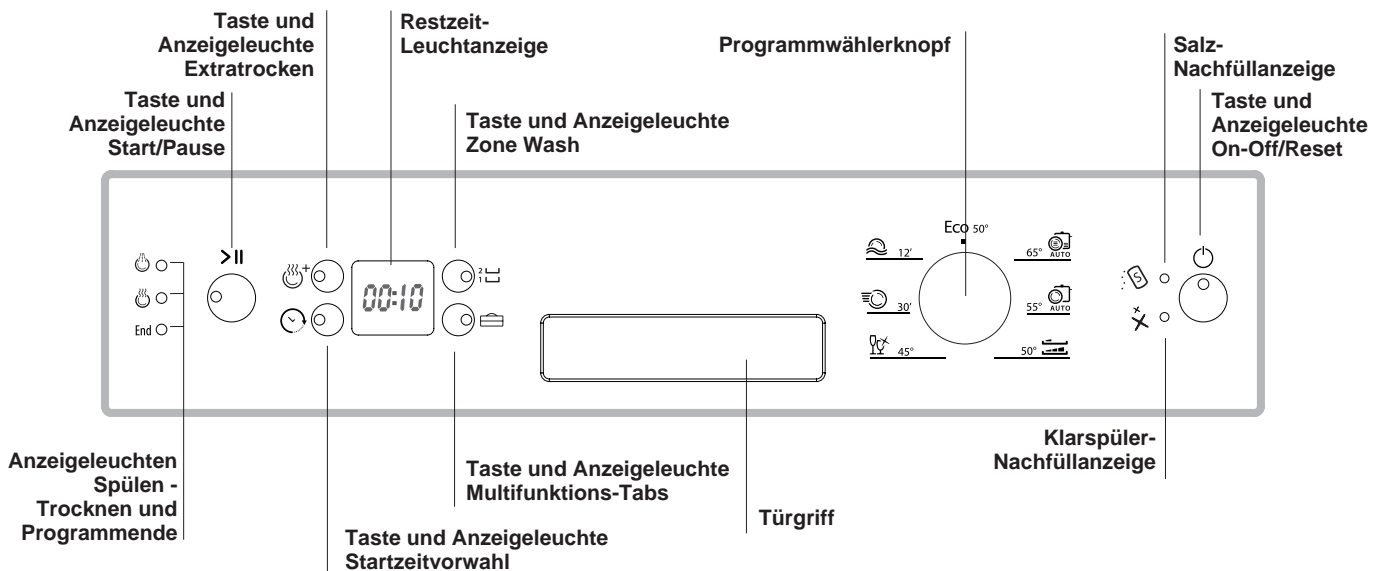 Taste und
Anzeigeleuchte
Extratrocken
Restzeit-
Leuchtanzeige
Programmwählerknopf
Salz-
Nachfüllanzeige
Taste und
Anzeigeleuchte
Start/Pause
Taste und Anzeigeleuchte
Zone Wash
Taste und
Anzeigeleuchte
On-Off/Reset
Eco 50°
12'
65° AUTO
S
+
00:10
2
1
30'
55° AUTO
End
45°
50°
Anzeigeleuchten
Spülen -
Trocknen und
Programmende
Taste und Anzeigeleuchte
Multifunktions-Tabs
Klarspüler-
Nachfüllanzeige
Türgriff
Taste und Anzeigeleuchte
Startzeitvorwahl